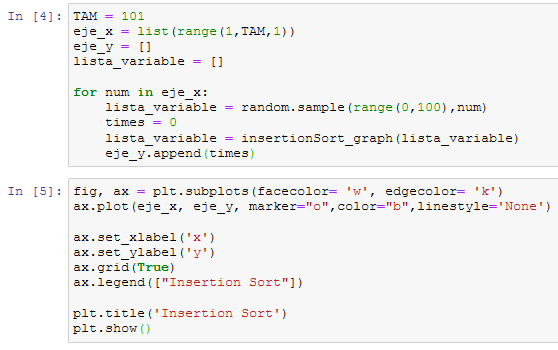 In [4]: TAM = 101
eje_x = list(range(1,TAM,1))
eje_y = []
lista_variable = []
for num in eje_x:
    lista_variable = random.sample(range(0,100),num)
    times = 0
    lista_variable = insertionSort_graph(lista_variable)
    eje_y.append(times)
In [5]: fig, ax = plt.subplots(facecolor= 'w', edgecolor= 'k')
ax.plot(eje_x, eje_y, marker="o",color="b",linestyle='None')
ax.set_xlabel('x')
ax.set_ylabel('y')
ax.grid(True)
ax.legend(["Insertion Sort"])
plt.title('Insertion Sort')
plt.show()